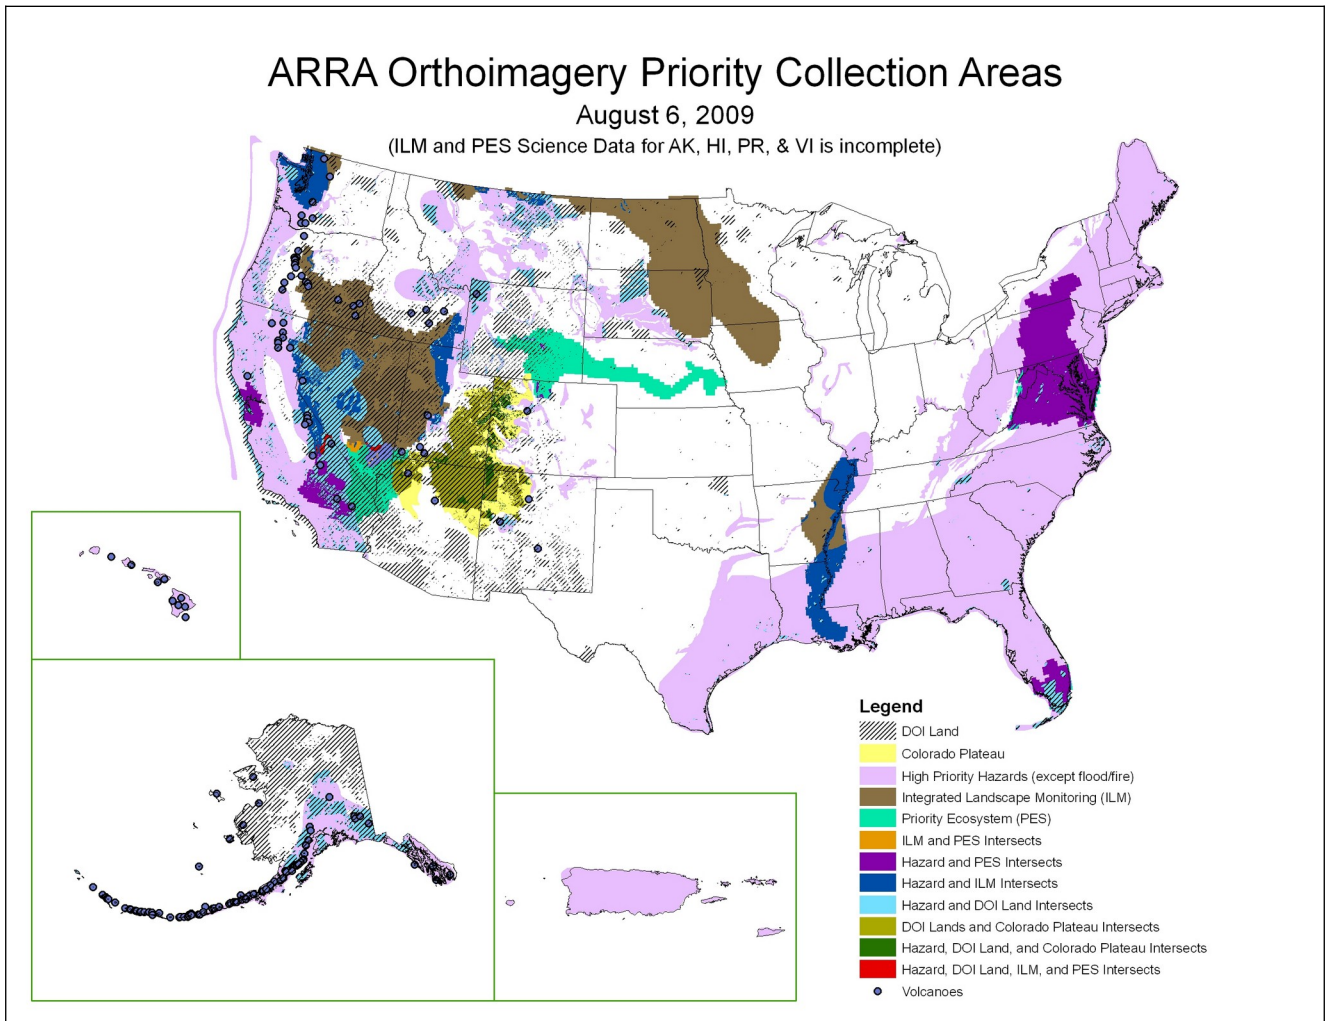 ARRA Orthoimagery Priority Collection Areas
August 6, 2009
(ILM and PES Science Data for AK, HI, PR, & VI is incomplete)
Legend
DOI Land
Colorado Plateau
High Priority Hazards (except flood/fire)
Integrated Landscape Monitoring (ILM)
Priority Ecosystem (PES)
ILM and PES Intersects
Hazard and PES Intersects
Hazard and ILM Intersects
Hazard and DOI Land Intersects
DOI Lands and Colorado Plateau Intersects
Hazard, DOI Land, and Colorado Plateau Intersects
Hazard, DOI Land, ILM, and PES Intersects
Volcanoes